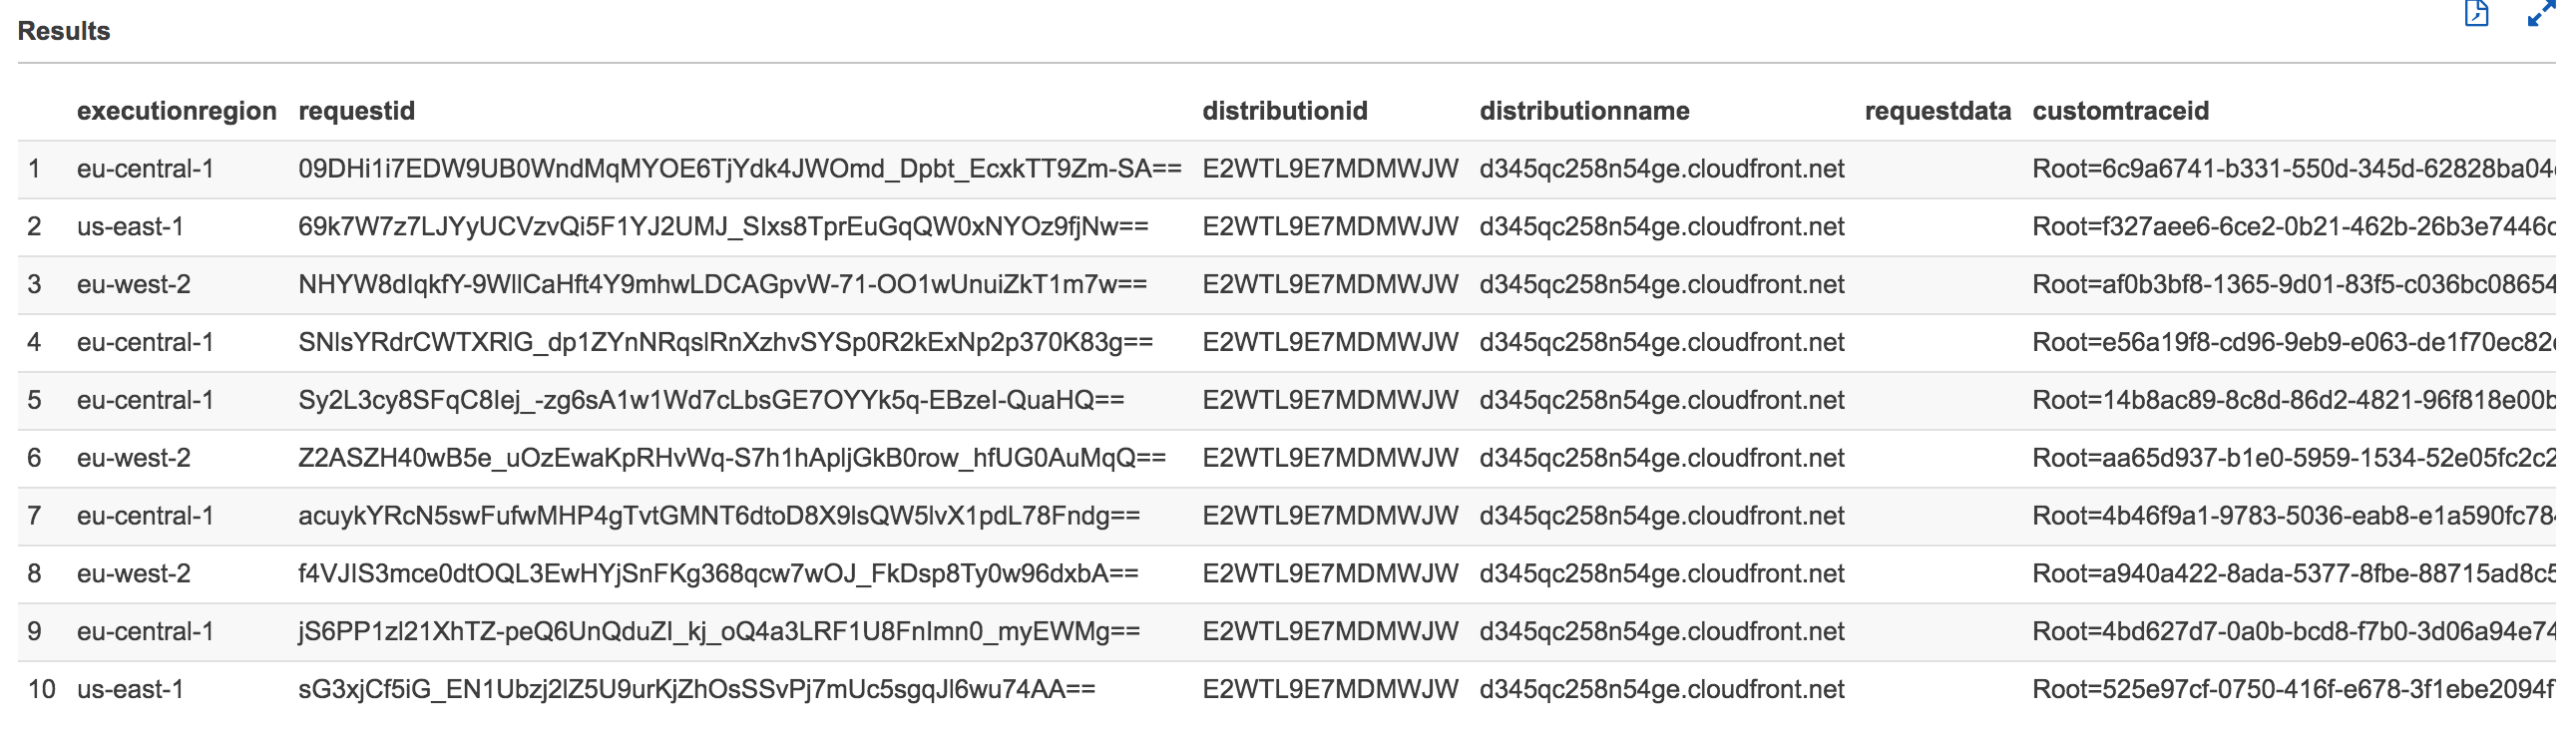 Results
executionregion requestid distributionid distributionname requestdata customtraceid
1 eu-central-1 09DHi1i7EDW9UB0WndMqMYOE6TjYdk4JWOmd_Dpbt_EcxkTT9Zm-SA== E2WTL9E7MDMWJW d345qc258n54ge.cloudfront.net Root=6c9a6741-b331-550d-345d-62828ba04
2 us-east-1 69k7W7z7LJYyUCVzvQi5F1YJ2UMJ_SIxs8TprEuGqQW0xNYOz9fjNw== E2WTL9E7MDMWJW d345qc258n54ge.cloudfront.net Root=f327aee6-6ce2-0b21-462b-26b3e7446c
3 eu-west-2 NHYW8dIqkfY-9WllCaHft4Y9mhwLDCAGpvW-71-OO1wUnuiZkT1m7w== E2WTL9E7MDMWJW d345qc258n54ge.cloudfront.net Root=af0b3bf8-1365-9d01-83f5-c036bc08654
4 eu-central-1 SNlsYRdrCWTXRlG_dp1ZYnNRqslRnXzhvSYSp0R2kExNp2p370K83g== E2WTL9E7MDMWJW d345qc258n54ge.cloudfront.net Root=e56a19f8-cd96-9eb9-e063-de1f70ec82
5 eu-central-1 Sy2L3cy8SFqC8Iej_-zg6sA1w1Wd7cLbsGE7OYYk5q-EBzeI-QuaHQ== E2WTL9E7MDMWJW d345qc258n54ge.cloudfront.net Root=14b8ac89-8c8d-86d2-4821-96f818e00b
6 eu-west-2 Z2ASZH40wB5e_uOzEwaKpRHvWq-S7h1hApljGkB0row_hfUG0AuMqQ== E2WTL9E7MDMWJW d345qc258n54ge.cloudfront.net Root=aa65d937-b1e0-5959-1534-52e05fc2c2
7 eu-central-1 acuykYRcN5swFufwMHP4gTvtGMNT6dtoD8X9lsQW5lvX1pdL78Fndg== E2WTL9E7MDMWJW d345qc258n54ge.cloudfront.net Root=4b46f9a1-9783-5036-eab8-e1a590fc784
8 eu-west-2 f4VJIS3mce0dtOQL3EwHYjSnFKg368qcw7wOJ_FkDsp8Ty0w96dxbA== E2WTL9E7MDMWJW d345qc258n54ge.cloudfront.net Root=a940a422-8ada-5377-8fbe-88715ad8c5
9 eu-central-1 jS6PP1zl21XhTZ-peQ6UnQduZI_kj_oQ4a3LRF1U8FnImn0_myEWMg== E2WTL9E7MDMWJW d345qc258n54ge.cloudfront.net Root=4bd627d7-0a0b-bcd8-f7b0-3d06a94e74
10 us-east-1 sG3xjCf5iG_EN1Ubzj2lZ5U9urKjZhOsSSvPj7mUc5sgqJl6wu74AA== E2WTL9E7MDMWJW d345qc258n54ge.cloudfront.net Root=525e97cf-0750-416f-e678-3f1ebe2094f